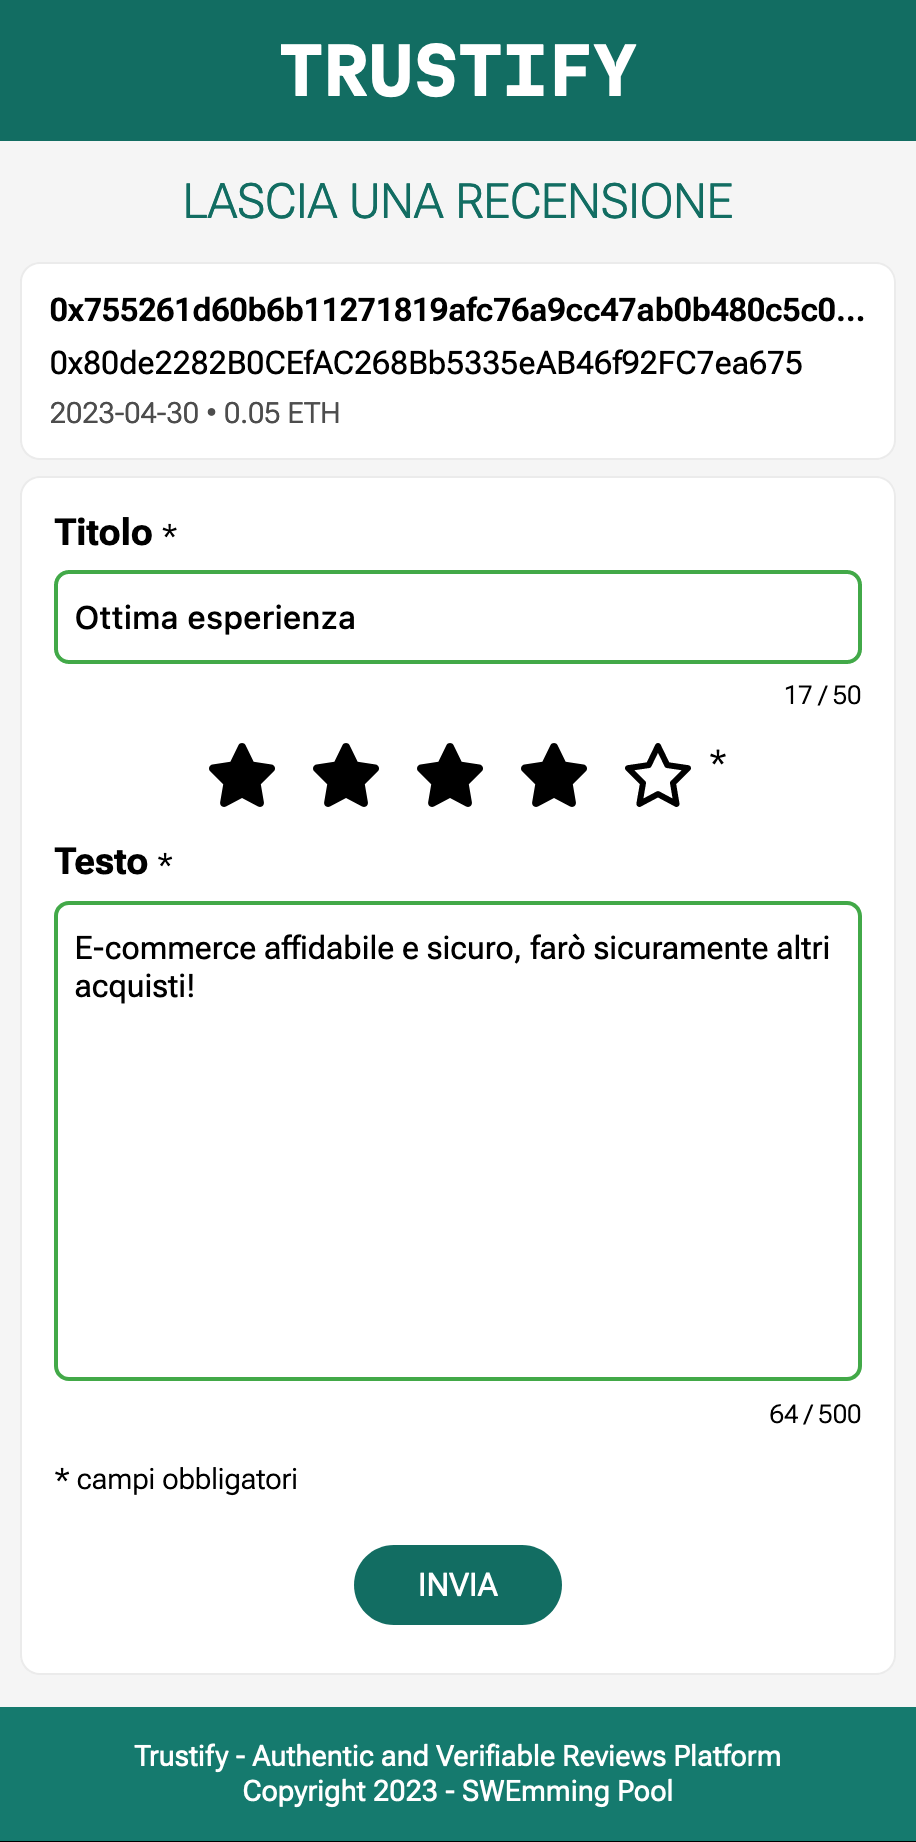 TRUSTIFY
LASCIA UNA RECENSIONE
0x755261d60b6b11271819afc76a9cc47ab0b480c5c0...
0x80de2282B0CEfAC268Bb5335eAB46f92FC7ea675
2023-04-30 • 0.05 ETH
Titolo *
Ottima esperienza
17 / 50
*
Testo *
E-commerce affidabile e sicuro, farò sicuramente altri
acquisti!
64 / 500
* campi obbligatori
INVIA
Trustify - Authentic and Verifiable Reviews Platform
Copyright 2023 - SWEmming Pool